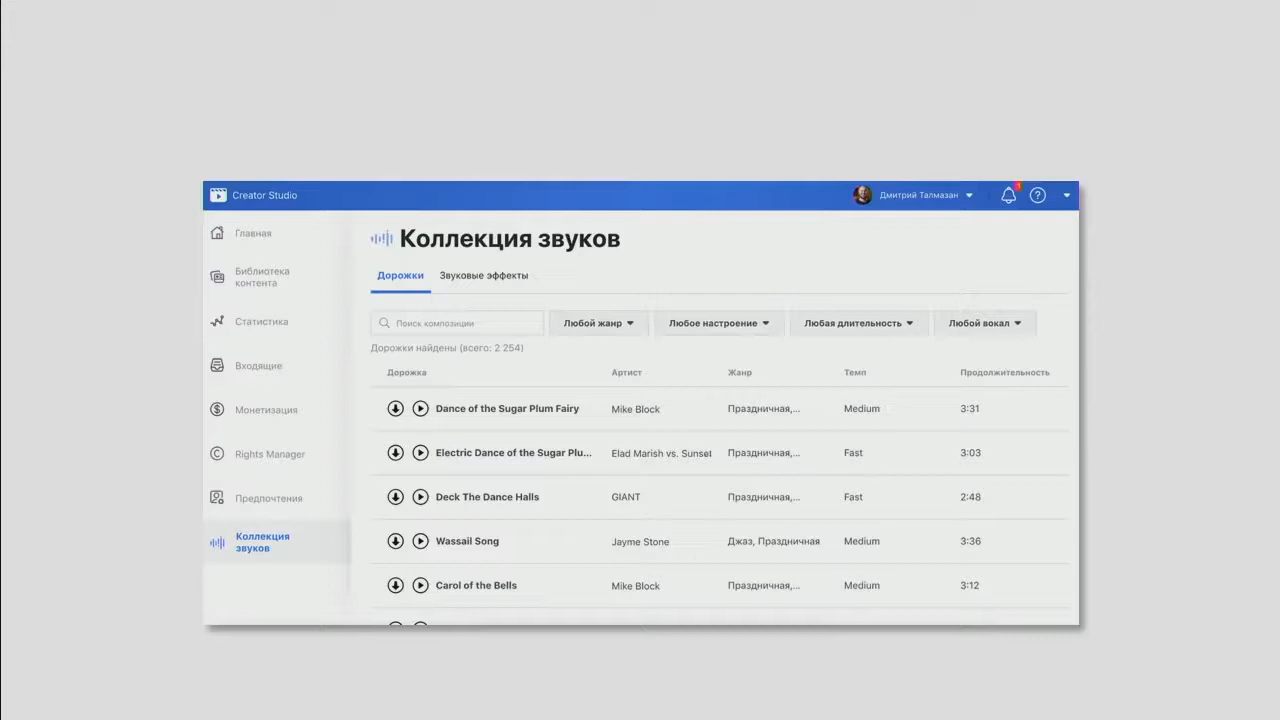 Creator Studio
Дмитрий Талмазан
1
Главная
Библиотека
контента
Статистика
Входящие
Монетизация
Rights Manager
Предпочтения
Коллекция
звуков
Коллекция звуков
Дорожки Звуковые эффекты
Поиск композиции Любой жанр Любое настроение Любая длительность Любой вокал
Дорожки найдены (всего: 2 254)
Дорожка Артист Жанр Темп Продолжительность
Dance of the Sugar Plum Fairy Mike Block Праздничная,... Medium 3:31
Electric Dance of the Sugar Plu... Elad Marish vs. Sunset Праздничная,... Fast 3:03
Deck The Dance Halls GIANT Праздничная,... Fast 2:48
Wassail Song Jayme Stone Джаз, Праздничная Medium 3:36
Carol of the Bells Mike Block Праздничная,... Medium 3:12